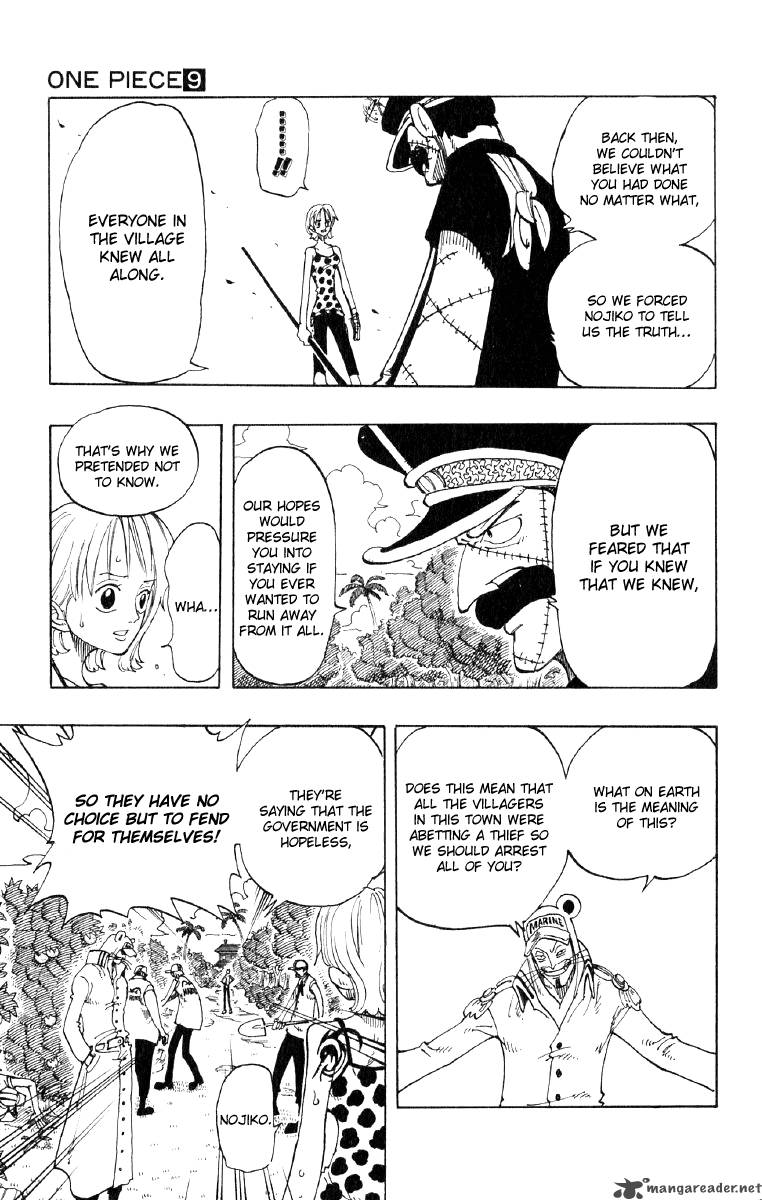 ONE PIECE 9
BACK THEN,
WE COULDN'T
BELIEVE WHAT
YOU HAD DONE
NO MATTER WHAT,
SO WE FORCED
NOJIKO TO TELL
US THE TRUTH...
......!!
EVERYONE IN
THE VILLAGE
KNEW ALL
ALONG.
BUT WE
FEARED THAT
IF YOU KNEW
THAT WE KNEW,
OUR HOPES
WOULD
PRESSURE
YOU INTO
STAYING IF
YOU EVER
WANTED TO
RUN AWAY
FROM IT ALL.
THAT'S WHY WE
PRETENDED NOT
TO KNOW.
WHA...
WHAT ON EARTH
IS THE MEANING
OF THIS?
DOES THIS MEAN THAT
ALL THE VILLAGERS
IN THIS TOWN WERE
ABETTING A THIEF SO
WE SHOULD ARREST
ALL OF YOU?
MARINE
THEY'RE
SAYING THAT THE
GOVERNMENT IS
HOPELESS,
SO THEY HAVE NO
CHOICE BUT TO FEND
FOR THEMSELVES!
NOJIKO.
mangareader.net